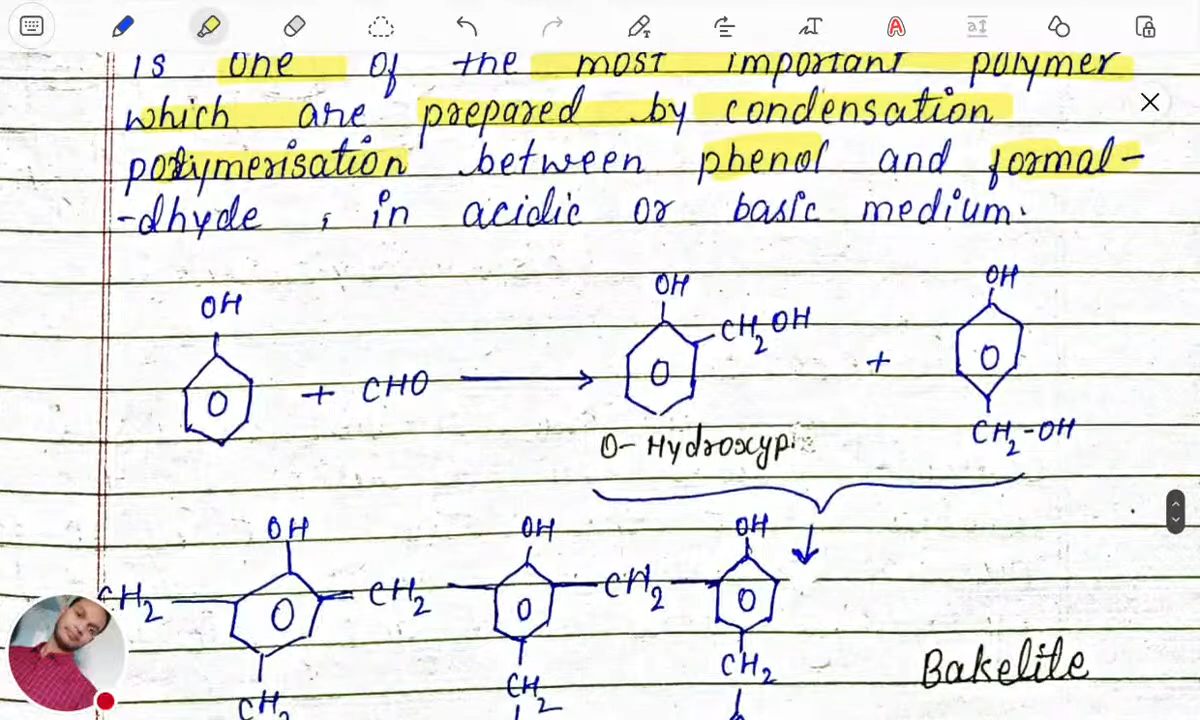 is one of the most important polymer
which are prepared by condensation
polymerisation between phenol and formal-
-dhyde, in acidic or basic medium.
OH OH OH
CH2OH
+ CHO + 
CH2-OH
O- Hydroxyp
OH OH OH
CH2 CH2 CH2
CH2 CH2 CH2
Bakelite